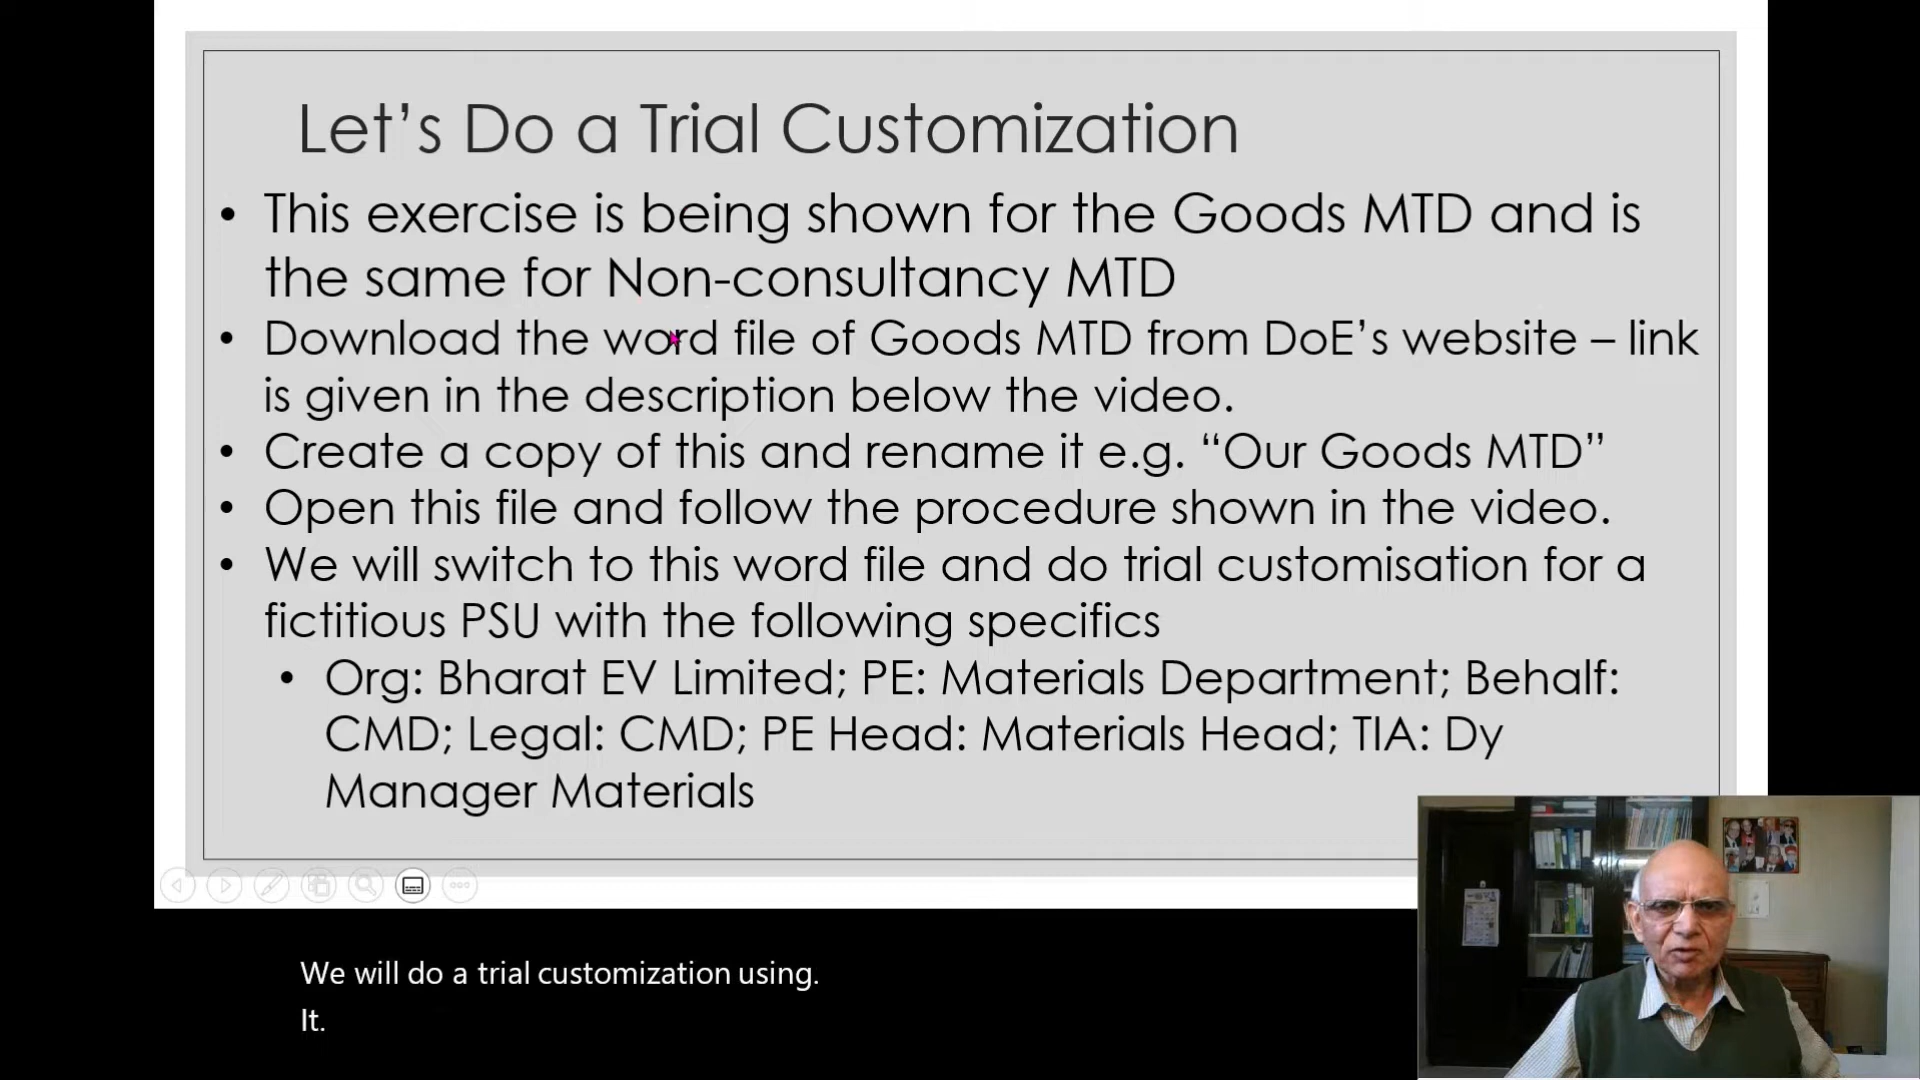 Let’s Do a Trial Customization
• This exercise is being shown for the Goods MTD and is
the same for Non-consultancy MTD
• Download the word file of Goods MTD from DoE’s website – link
is given in the description below the video.
• Create a copy of this and rename it e.g. “Our Goods MTD”
• Open this file and follow the procedure shown in the video.
• We will switch to this word file and do trial customisation for a
fictitious PSU with the following specifics
• Org: Bharat EV Limited; PE: Materials Department; Behalf:
CMD; Legal: CMD; PE Head: Materials Head; TIA: Dy
Manager Materials
We will do a trial customization using.
It.